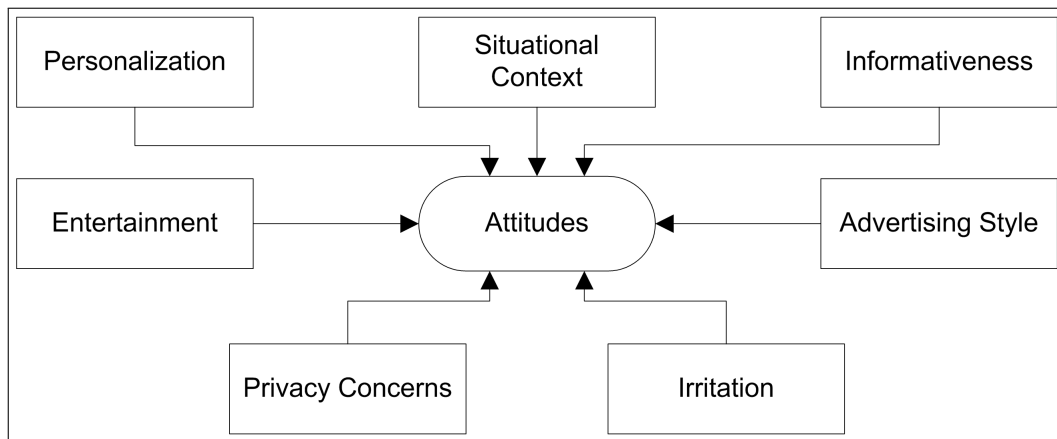 Personalization
Situational
Context
Informativeness
Entertainment
Attitudes
Advertising Style
Privacy Concerns
Irritation